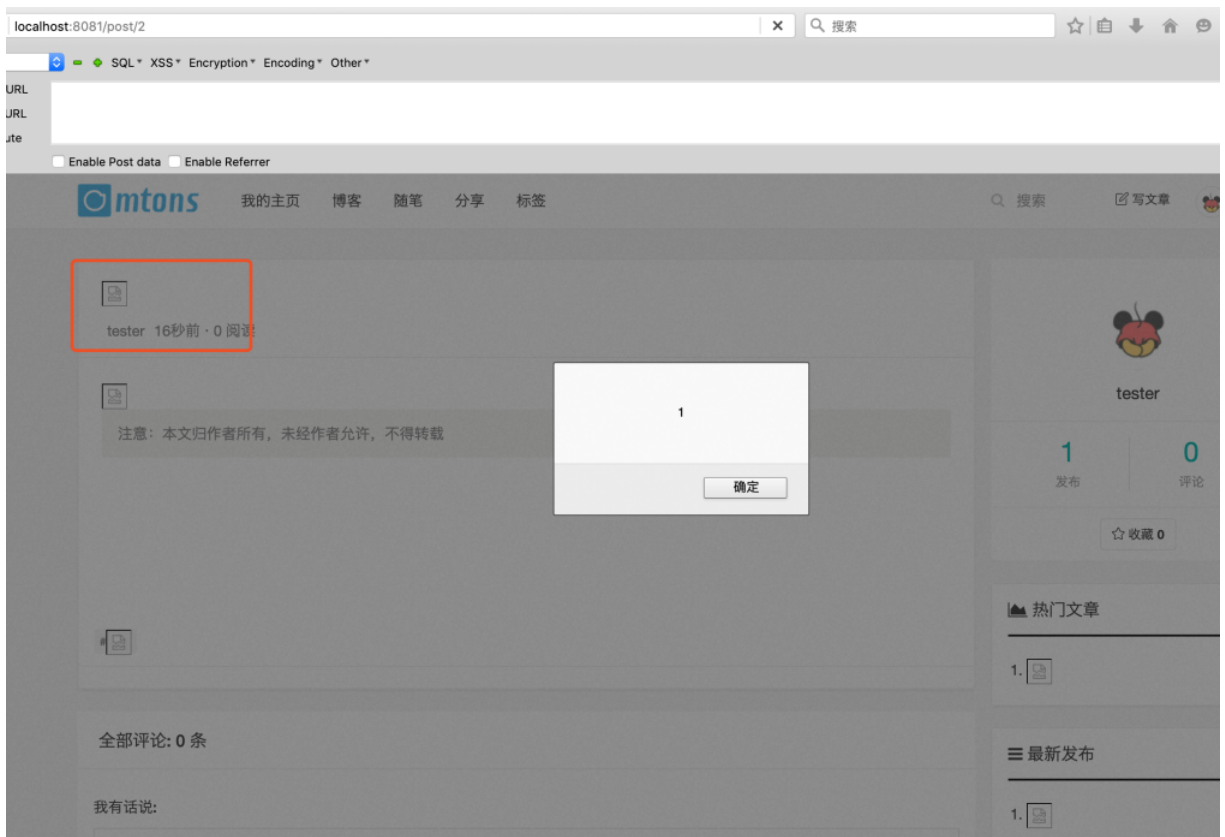 localhost:8081/post/2 搜索
SQL XSS Encryption Encoding Other
URL
URL
ute
Enable Post data Enable Referrer
mtons 我的主页 博客 随笔 分享 标签 搜索 写文章
tester 16秒前 · 0 阅读
注意：本文归作者所有，未经作者允许，不得转载
#
1
确定
tester
1 0
发布 评论
收藏 0
热门文章
1.
最新发布
1.
全部评论: 0 条
我有话说: